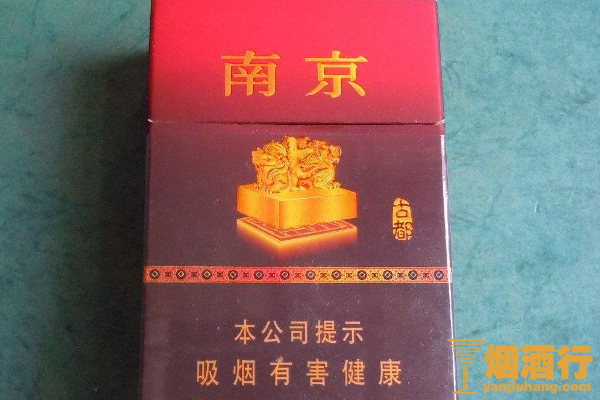 南京
古都
本公司提示
吸烟有害健康
烟酒行
yanjiuhang.com